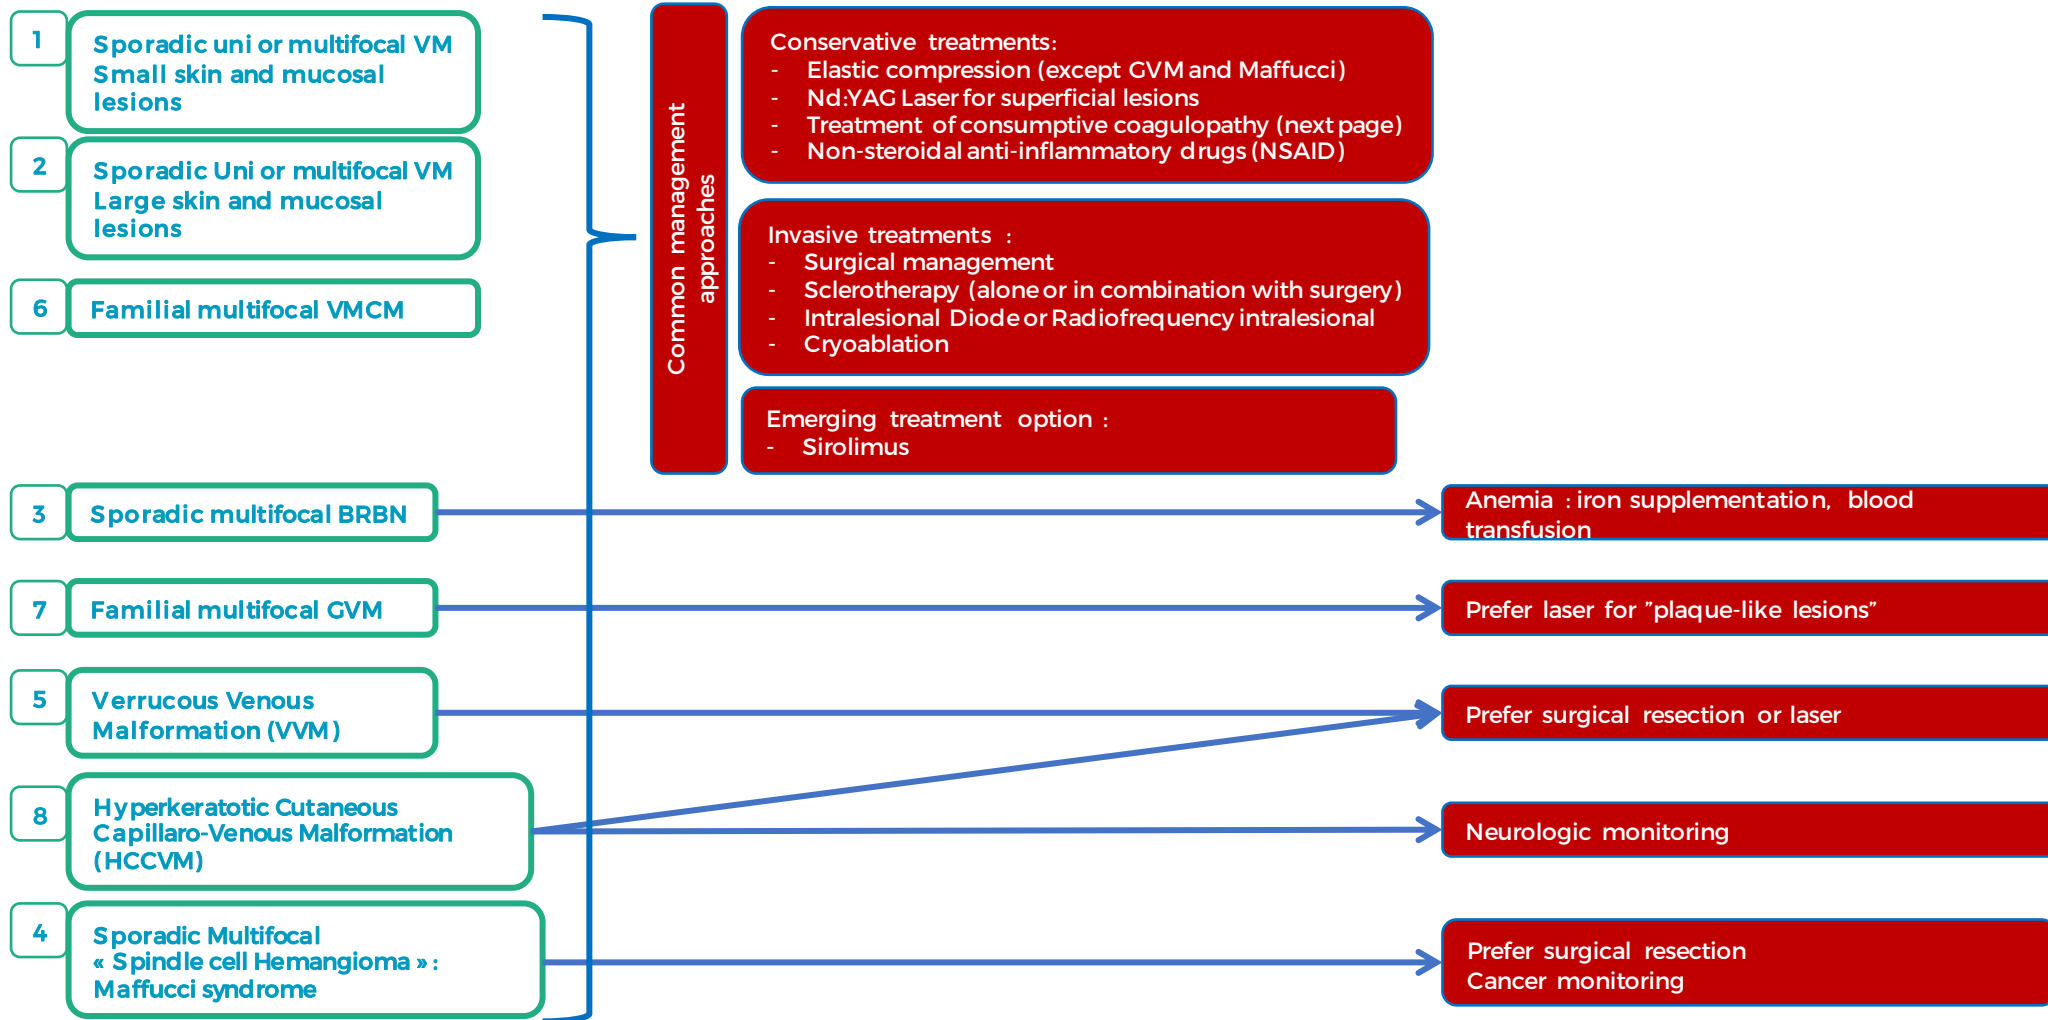 1
Sporadic uni or multifocal VM
Small skin and mucosal
lesions
2
Sporadic Uni or multifocal VM
Large skin and mucosal
lesions
6
Familial multifocal VMCM
Common management
approaches
Conservative treatments:
- Elastic compression (except GVM and Maffucci)
- Nd:YAG Laser for superficial lesions
- Treatment of consumptive coagulopathy (next page)
- Non-steroidal anti-inflammatory drugs (NSAID)
Invasive treatments :
- Surgical management
- Sclerotherapy (alone or in combination with surgery)
- Intralesional Diode or Radiofrequency intralesional
- Cryoablation
Emerging treatment option :
- Sirolimus
3
Sporadic multifocal BRBN
Anemia : iron supplementation, blood
transfusion
7
Familial multifocal GVM
Prefer laser for ”plaque-like lesions”
5
Verrucous Venous
Malformation (VVM)
Prefer surgical resection or laser
8
Hyperkeratotic Cutaneous
Capillaro-Venous Malformation
(HCCVM)
Neurologic monitoring
4
Sporadic Multifocal
« Spindle cell Hemangioma » :
Maffucci syndrome
Prefer surgical resection
Cancer monitoring